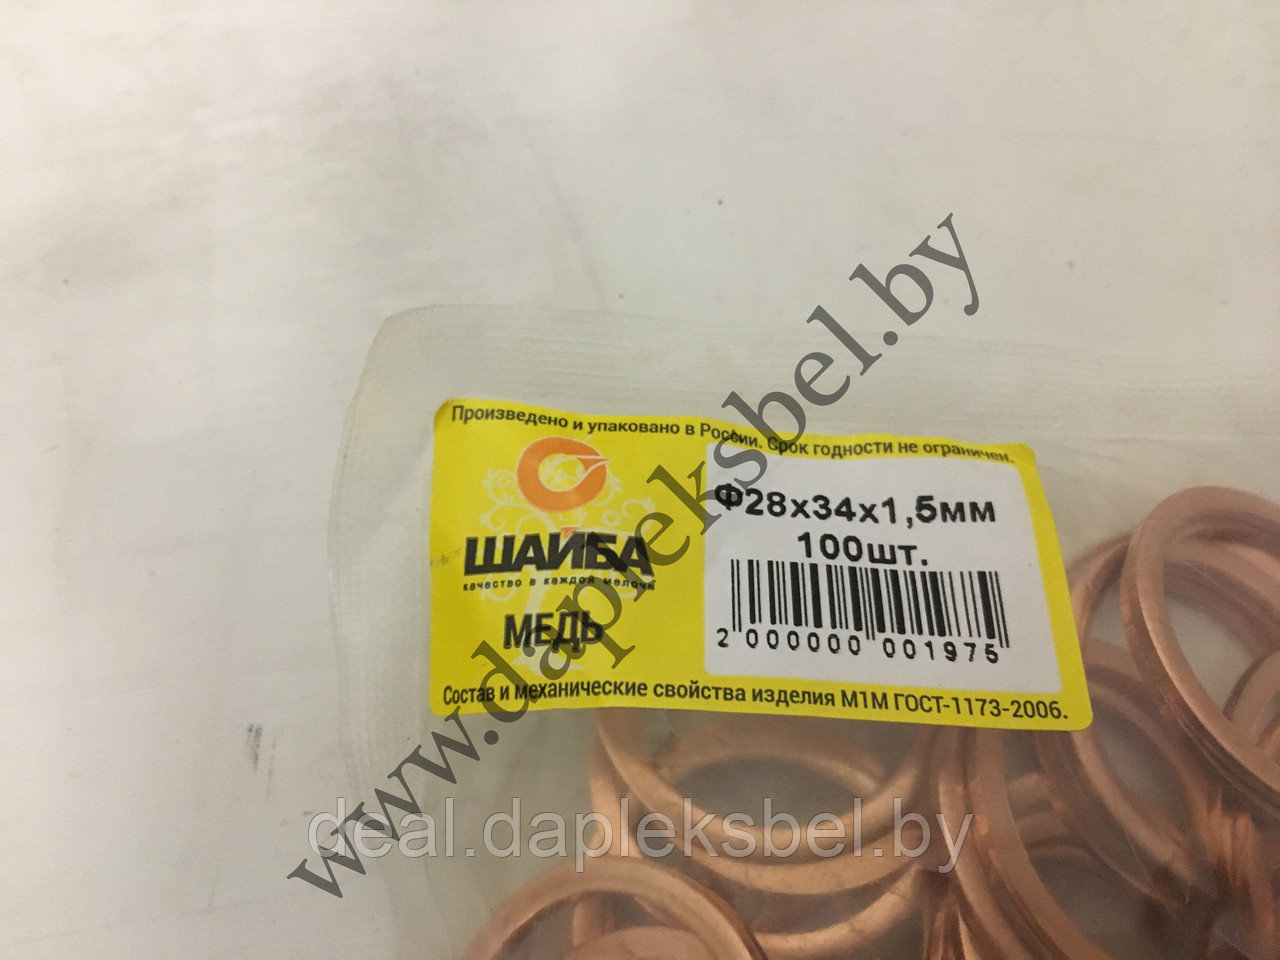 Произведено и упаковано в России. Срок годности не ограничен.
ШАЙБА
качество в каждой мелочи
МЕДЬ
Ф28х34х1,5мм
100шт.
2 000000 001975
Состав и механические свойства изделия М1М ГОСТ-1173-2006.
www.dapleksbel.by
deal.dapleksbel.by